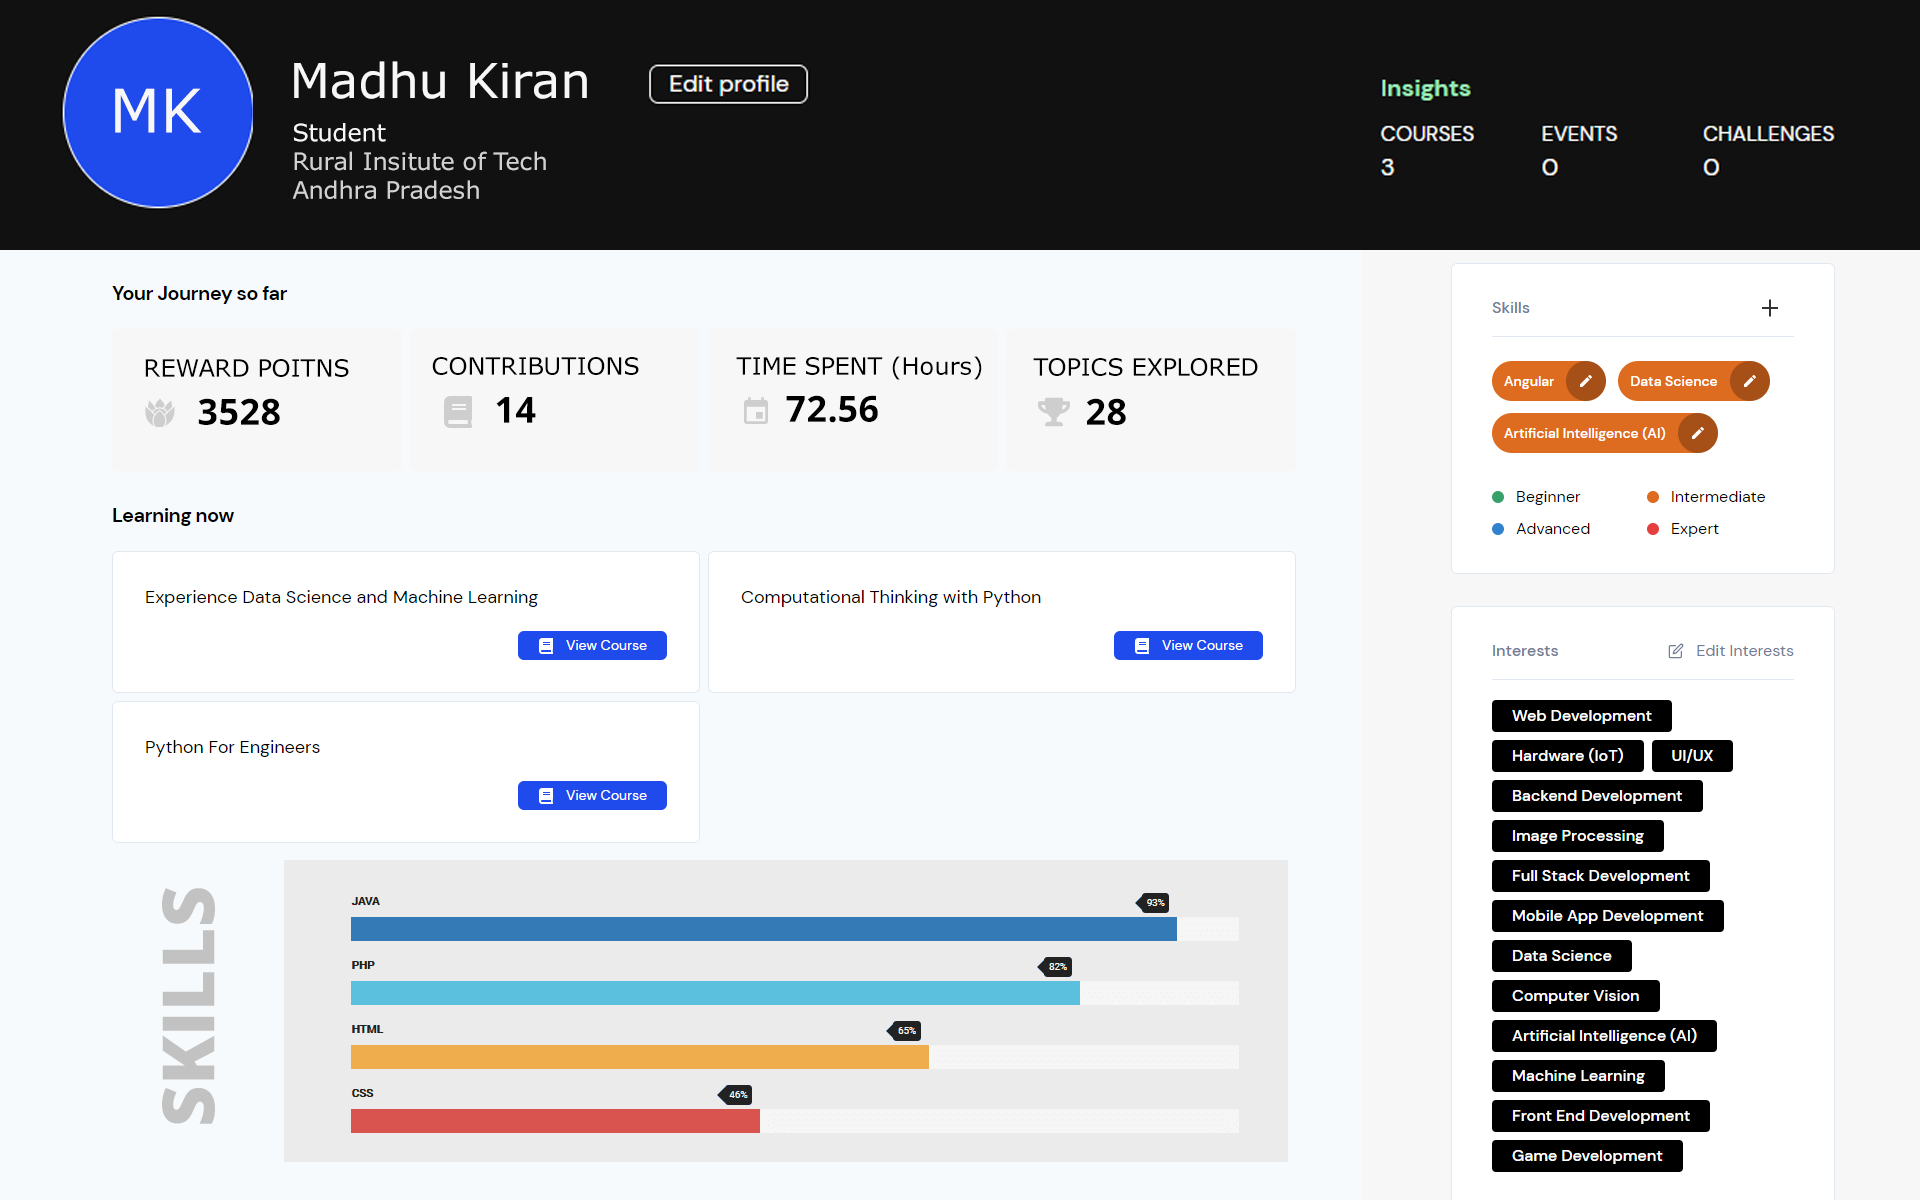 MK
Madhu Kiran
Edit profile
Student
Rural Insitute of Tech
Andhra Pradesh
Insights
COURSES EVENTS CHALLENGES
3 0 0
Your Journey so far
REWARD POITNS
3528
CONTRIBUTIONS
14
TIME SPENT (Hours)
72.56
TOPICS EXPLORED
28
Learning now
Experience Data Science and Machine Learning
View Course
Computational Thinking with Python
View Course
Python For Engineers
View Course
SKILLS
JAVA 93%
PHP 82%
HTML 65%
CSS 46%
Skills
Angular Data Science
Artificial Intelligence (AI)
Beginner Intermediate
Advanced Expert
Interests Edit Interests
Web Development
Hardware (IoT) UI/UX
Backend Development
Image Processing
Full Stack Development
Mobile App Development
Data Science
Computer Vision
Artificial Intelligence (AI)
Machine Learning
Front End Development
Game Development